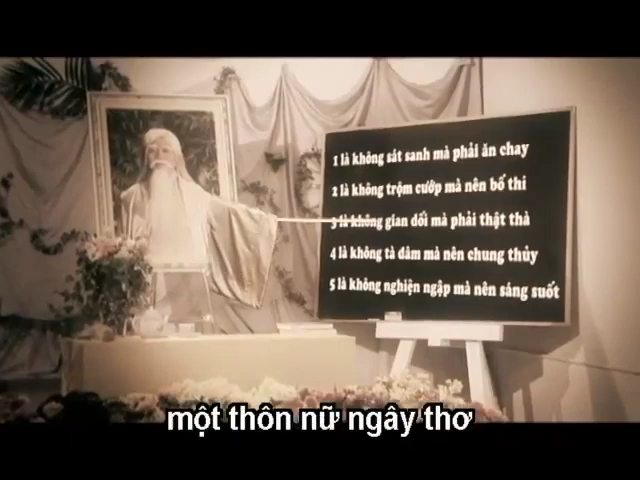 1 là không sát sanh mà phải ăn chay
2 là không trộm cướp mà nên bố thi
3 là không gian dối mà phải thật thà
4 là không tà dâm mà nên chung thủy
5 là không nghiện ngập mà nên sáng suốt
một thôn nữ ngây thơ